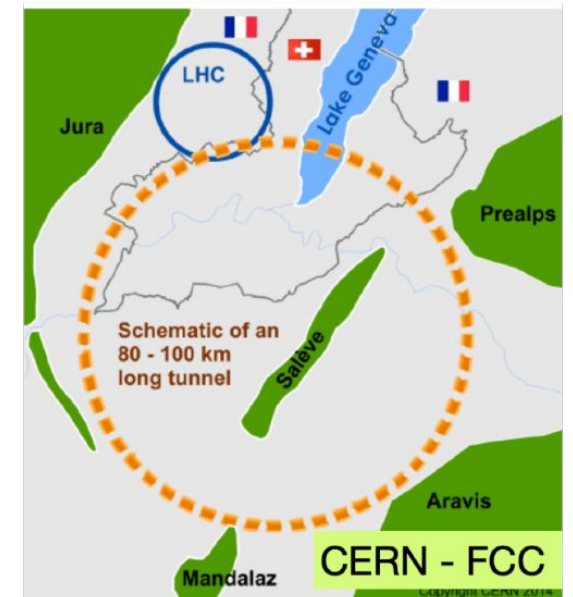 LHC
Lake Geneva
Jura
Prealps
Schematic of an
80 - 100 km
long tunnel
Salève
Aravis
CERN - FCC
Mandalaz
Copyright CERN 2014